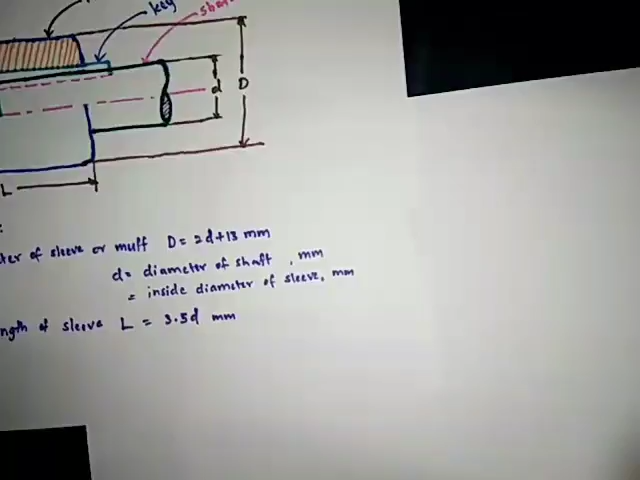 key
d
D
L
ter of sleeve or muff D = 2d+13 mm
d= diameter of shaft , mm
= inside diameter of sleeve, mm
ngth of sleeve L = 3.5d mm